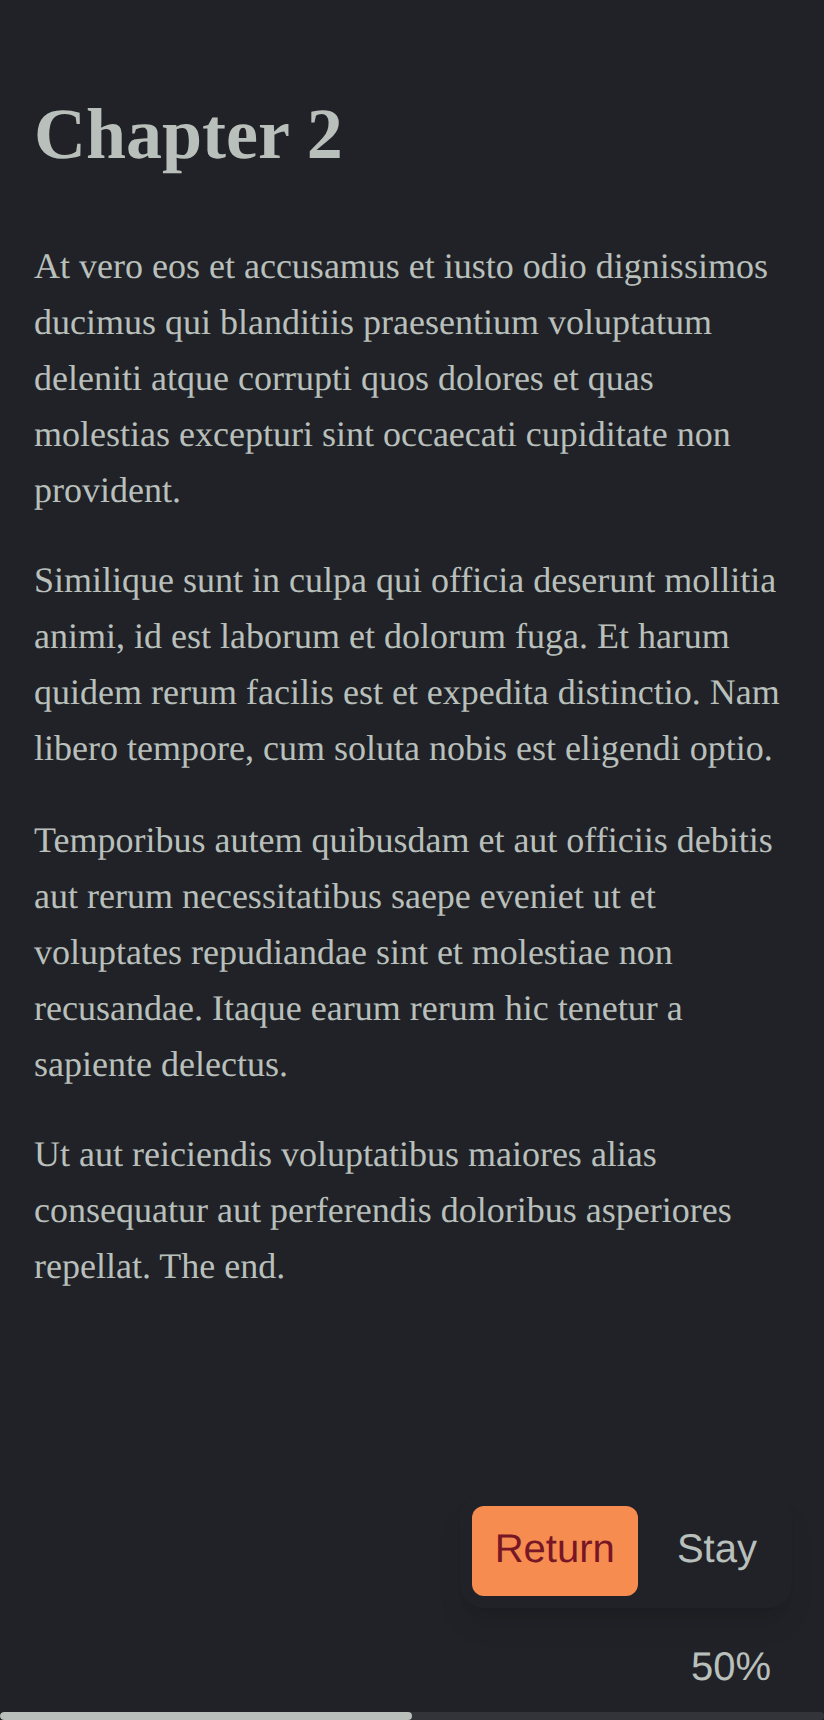 Chapter 2
At vero eos et accusamus et iusto odio dignissimos
ducimus qui blanditiis praesentium voluptatum
deleniti atque corrupti quos dolores et quas
molestias excepturi sint occaecati cupiditate non
provident.
Similique sunt in culpa qui officia deserunt mollitia
animi, id est laborum et dolorum fuga. Et harum
quidem rerum facilis est et expedita distinctio. Nam
libero tempore, cum soluta nobis est eligendi optio.
Temporibus autem quibusdam et aut officiis debitis
aut rerum necessitatibus saepe eveniet ut et
voluptates repudiandae sint et molestiae non
recusandae. Itaque earum rerum hic tenetur a
sapiente delectus.
Ut aut reiciendis voluptatibus maiores alias
consequatur aut perferendis doloribus asperiores
repellat. The end.
Return Stay
50%